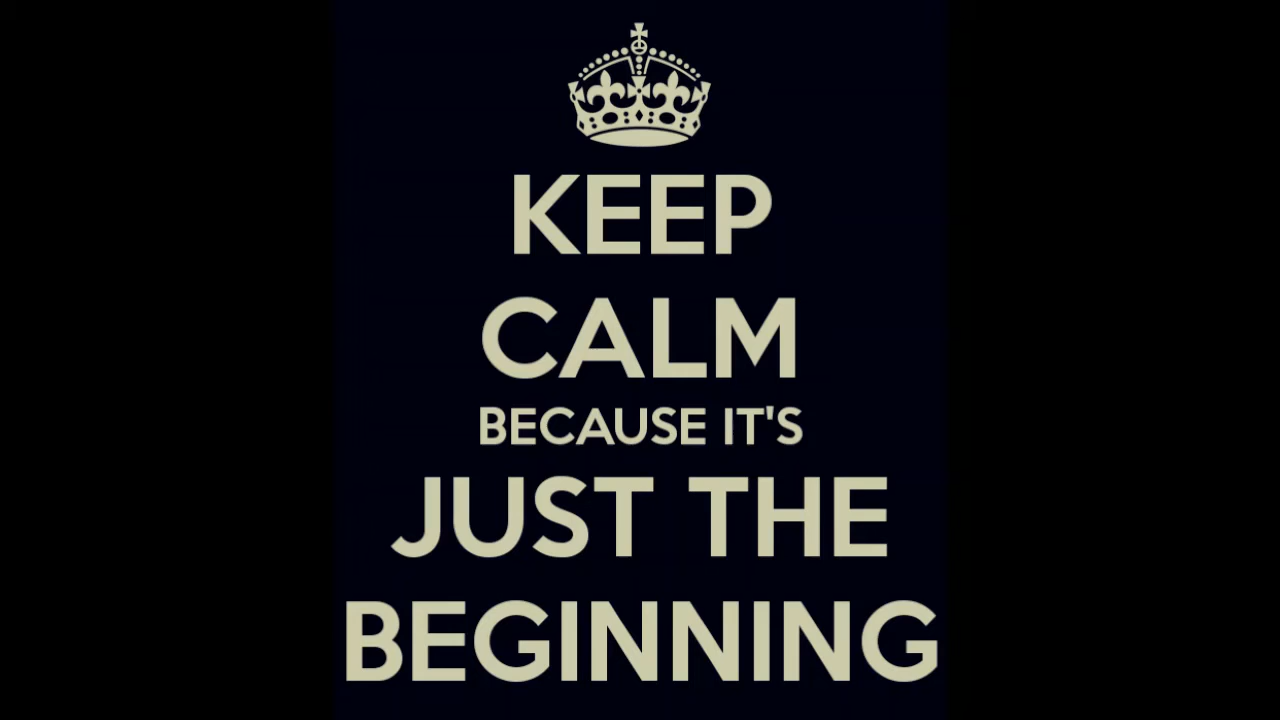 KEEP
CALM
BECAUSE IT'S
JUST THE
BEGINNING